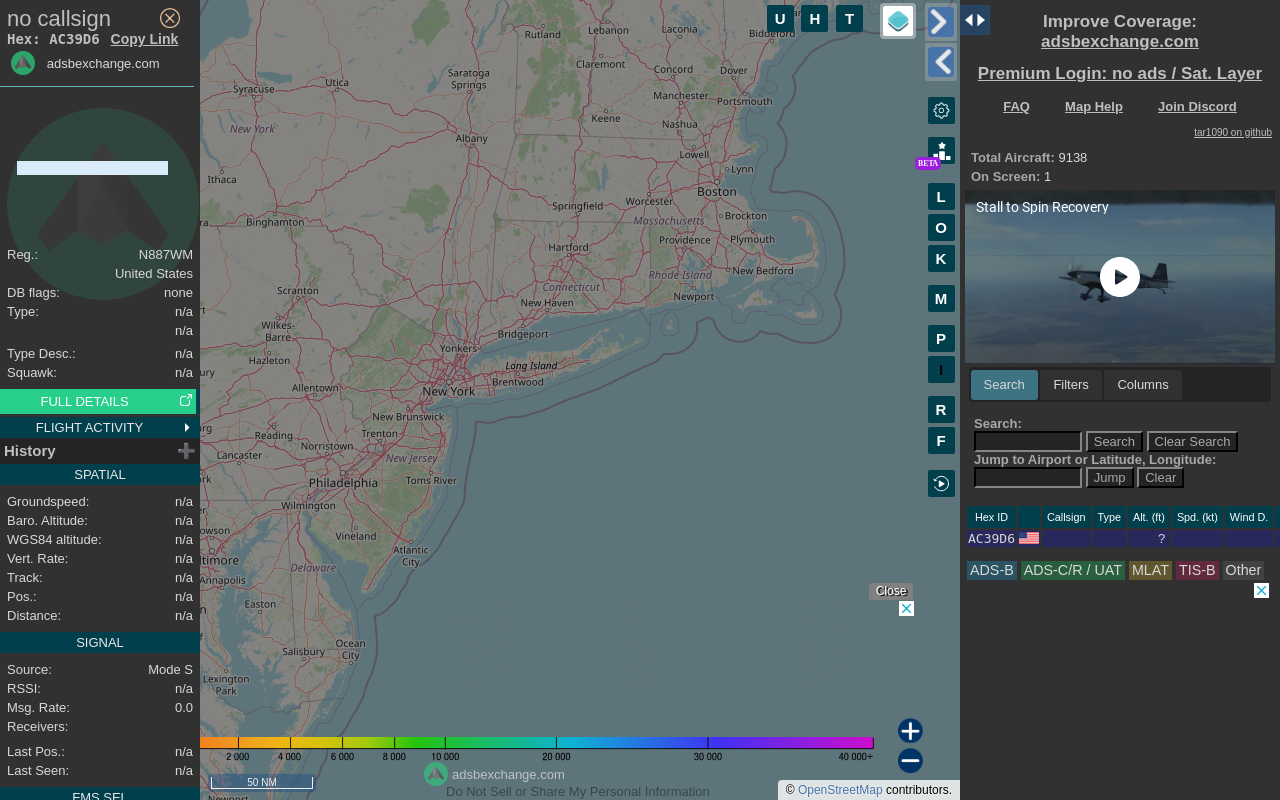 no callsign
Hex: AC39D6 Copy Link
adsbexchange.com
Reg.: N887WM
United States
DB flags: none
Type: n/a
n/a
Type Desc.: n/a
Squawk: n/a
FULL DETAILS
FLIGHT ACTIVITY
History
SPATIAL
Groundspeed: n/a
Baro. Altitude: n/a
WGS84 altitude: n/a
Vert. Rate: n/a
Track: n/a
Pos.: n/a
Distance: n/a
SIGNAL
Source: Mode S
RSSI: n/a
Msg. Rate: 0.0
Receivers:
Last Pos.: n/a
Last Seen: n/a
FMS SEL
U H T
BETA
L
O
K
M
P
I
R
F
Rutland
Lebanon
Laconia
Biddeford
Claremont
Concord
Dover
Saratoga
Springs
Utica
Syracuse
Manchester
Portsmouth
Keene
Nashua
New York
Albany
Lowell
Lynn
Ithaca
Boston
Worcester
Springfield
Massachusetts
Brockton
Binghamton
Providence
Plymouth
Hartford
New Bedford
Rhode Island
Connecticut
Scranton
New Haven
Newport
Wilkes-
Barre
Bridgeport
Yonkers
Hazleton
Long Island
Brentwood
Allentown
New York
New Brunswick
Reading
Trenton
Norristown
Lancaster
New Jersey
Toms River
Philadelphia
Wilmington
Vineland
Atlantic
City
Delaware
Annapolis
Easton
Ocean
City
Salisbury
Lexington
Park
Close
2 000 4 000 6 000 8 000 10 000 20 000 30 000 40 000+
50 NM
adsbexchange.com
Do Not Sell or Share My Personal Information
© OpenStreetMap contributors.
Improve Coverage:
adsbexchange.com
Premium Login: no ads / Sat. Layer
FAQ Map Help Join Discord
tar1090 on github
Total Aircraft: 9138
On Screen: 1
Stall to Spin Recovery
Search Filters Columns
Search:
Search Clear Search
Jump to Airport or Latitude, Longitude:
Jump Clear
Hex ID Callsign Type Alt. (ft) Spd. (kt) Wind D.
AC39D6 ?
ADS-B ADS-C/R / UAT MLAT TIS-B Other